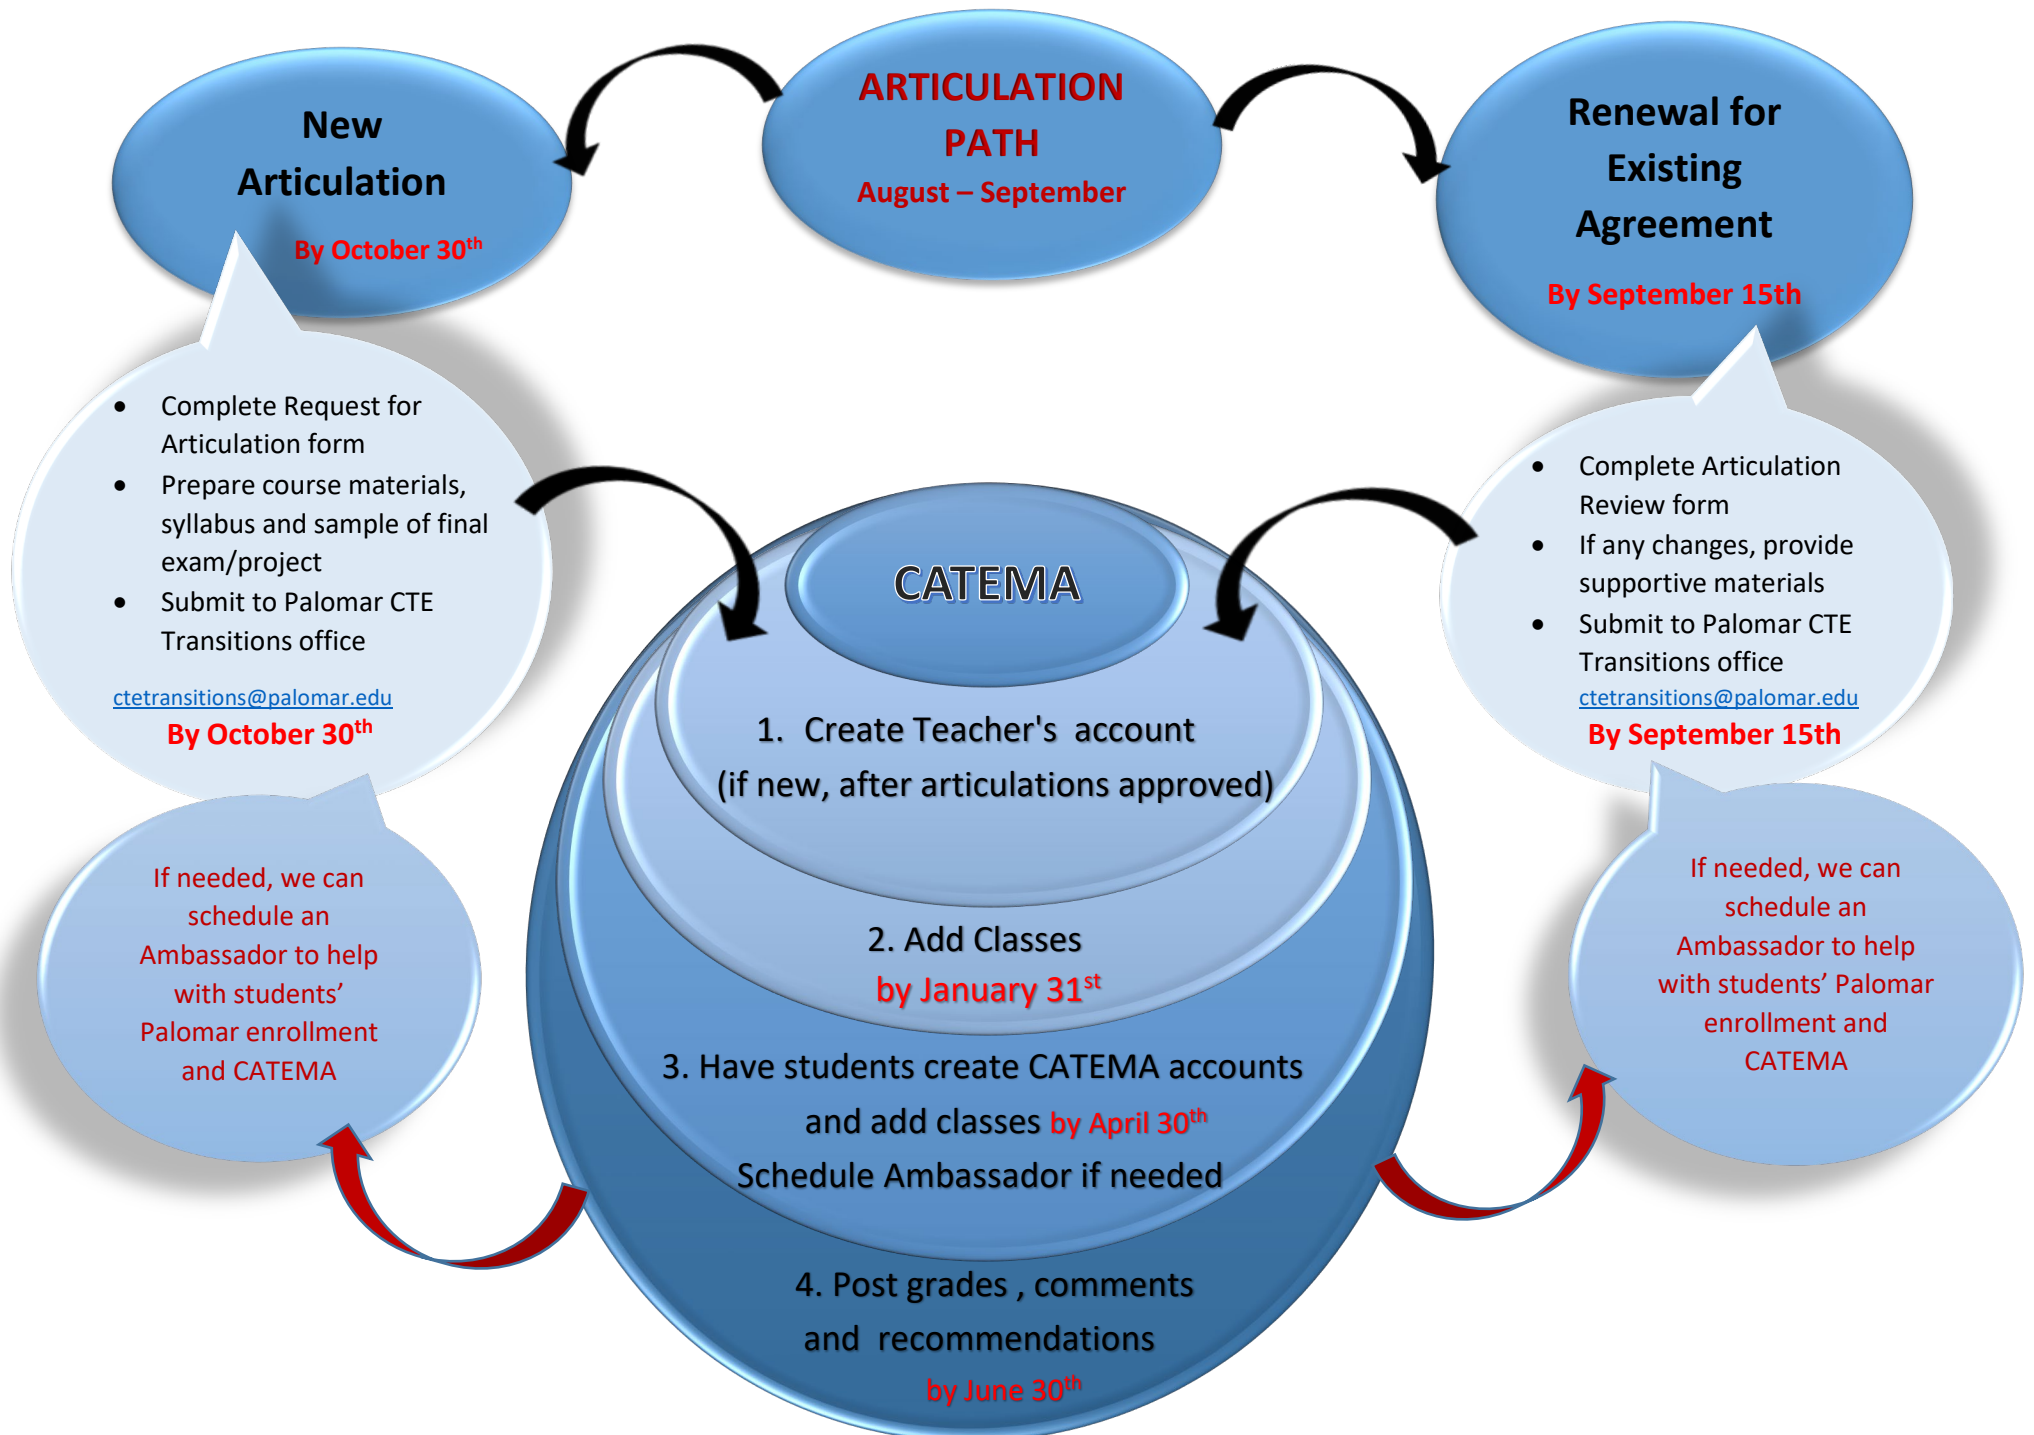 ARTICULATION
PATH
August – September
New
Articulation
By October 30th
Renewal for
Existing
Agreement
By September 15th
• Complete Request for
Articulation form
• Prepare course materials,
syllabus and sample of final
exam/project
• Submit to Palomar CTE
Transitions office
ctetransitions@palomar.edu
By October 30th
• Complete Articulation
Review form
• If any changes, provide
supportive materials
• Submit to Palomar CTE
Transitions office
ctetransitions@palomar.edu
By September 15th
CATEMA
1. Create Teacher's account
(if new, after articulations approved)
2. Add Classes
by January 31st
3. Have students create CATEMA accounts
and add classes by April 30th
Schedule Ambassador if needed
4. Post grades , comments
and recommendations
by June 30th
If needed, we can
schedule an
Ambassador to help
with students’
Palomar enrollment
and CATEMA
If needed, we can
schedule an
Ambassador to help
with students’ Palomar
enrollment and
CATEMA